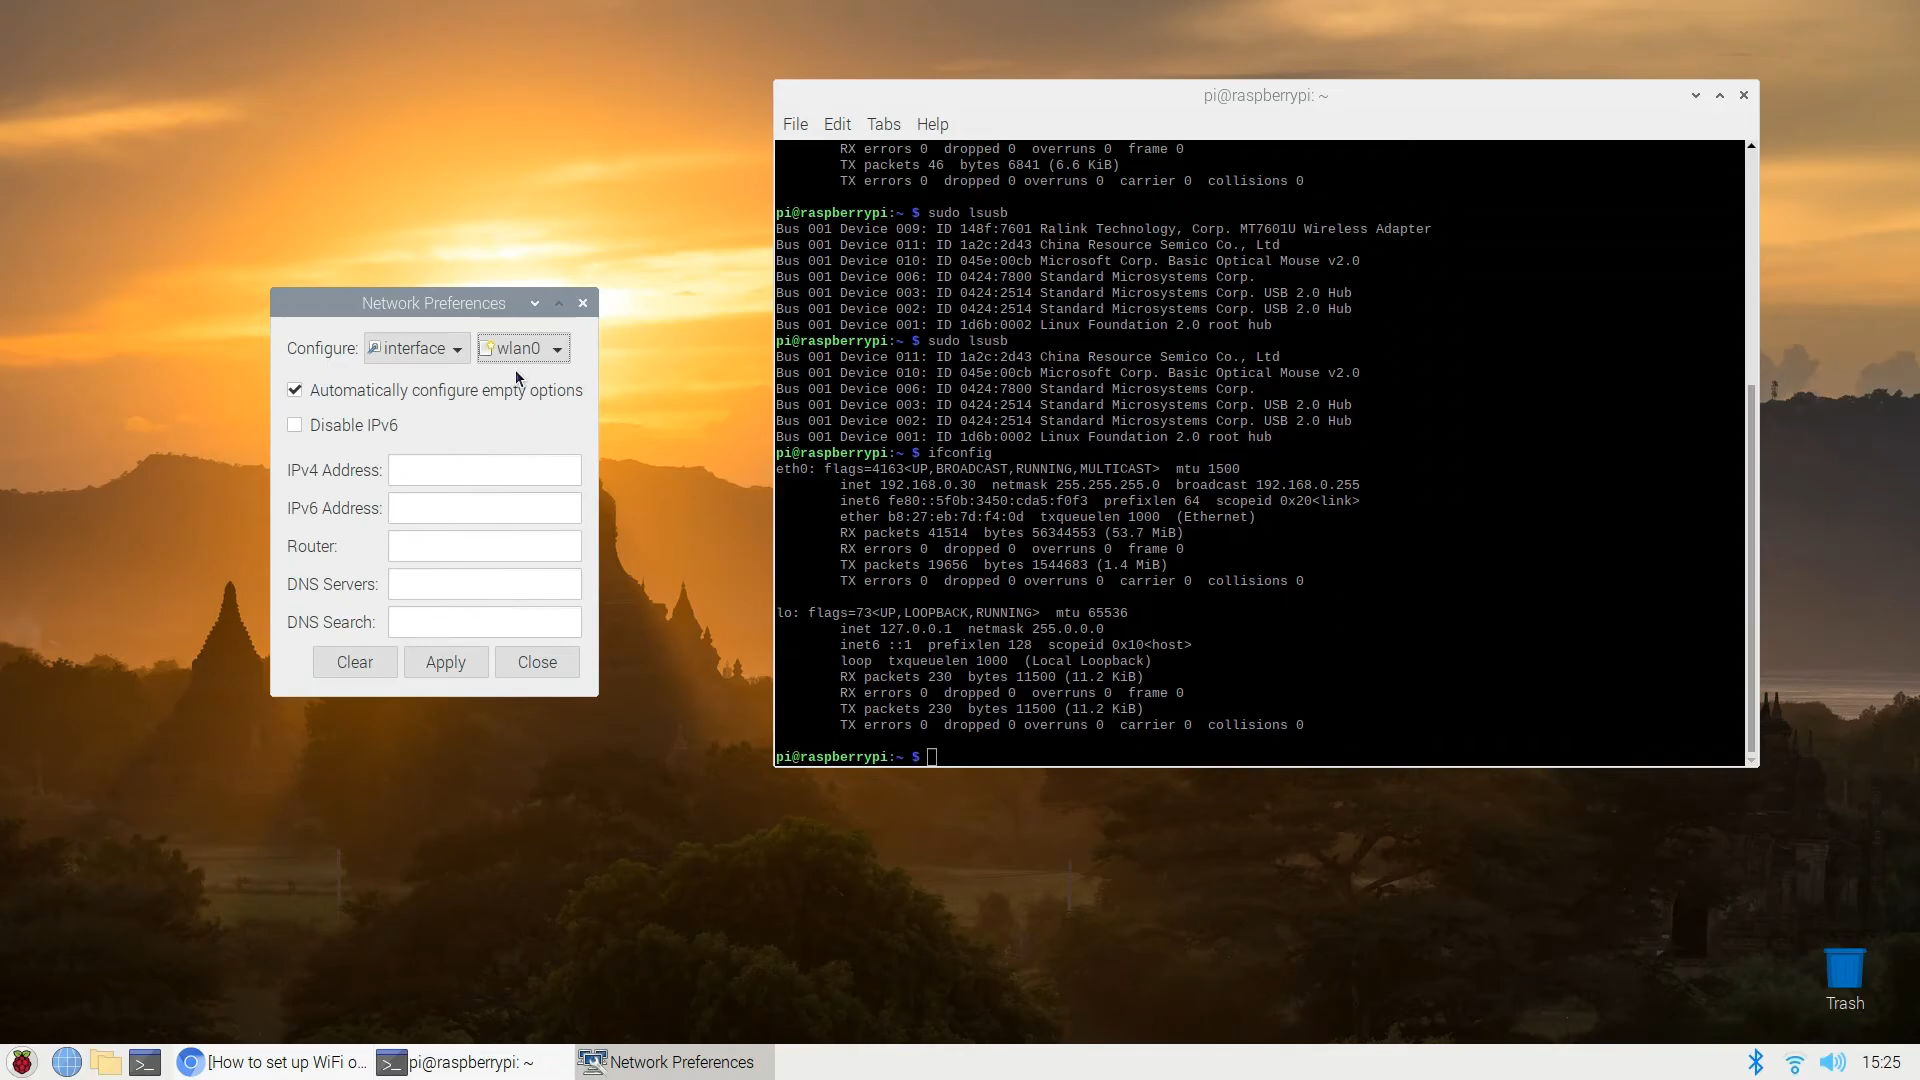 pi@raspberrypi: ~
File Edit Tabs Help
RX errors 0  dropped 0  overruns 0  frame 0
TX packets 46  bytes 6841 (6.6 KiB)
TX errors 0  dropped 0 overruns 0  carrier 0  collisions 0
pi@raspberrypi:~ $ sudo lsusb
Bus 001 Device 009: ID 148f:7601 Ralink Technology, Corp. MT7601U Wireless Adapter
Bus 001 Device 011: ID 1a2c:2d43 China Resource Semico Co., Ltd
Bus 001 Device 010: ID 045e:00cb Microsoft Corp. Basic Optical Mouse v2.0
Bus 001 Device 006: ID 0424:7800 Standard Microsystems Corp.
Bus 001 Device 003: ID 0424:2514 Standard Microsystems Corp. USB 2.0 Hub
Bus 001 Device 002: ID 0424:2514 Standard Microsystems Corp. USB 2.0 Hub
Bus 001 Device 001: ID 1d6b:0002 Linux Foundation 2.0 root hub
pi@raspberrypi:~ $ sudo lsusb
Bus 001 Device 011: ID 1a2c:2d43 China Resource Semico Co., Ltd
Bus 001 Device 010: ID 045e:00cb Microsoft Corp. Basic Optical Mouse v2.0
Bus 001 Device 006: ID 0424:7800 Standard Microsystems Corp.
Bus 001 Device 003: ID 0424:2514 Standard Microsystems Corp. USB 2.0 Hub
Bus 001 Device 002: ID 0424:2514 Standard Microsystems Corp. USB 2.0 Hub
Bus 001 Device 001: ID 1d6b:0002 Linux Foundation 2.0 root hub
pi@raspberrypi:~ $ ifconfig
eth0: flags=4163<UP,BROADCAST,RUNNING,MULTICAST>  mtu 1500
inet 192.168.0.30  netmask 255.255.255.0  broadcast 192.168.0.255
inet6 fe80::5f0b:3450:cda5:f0f3  prefixlen 64  scopeid 0x20<link>
ether b8:27:eb:7d:f4:0d  txqueuelen 1000  (Ethernet)
RX packets 41514  bytes 56344553 (53.7 MiB)
RX errors 0  dropped 0  overruns 0  frame 0
TX packets 19656  bytes 1544683 (1.4 MiB)
TX errors 0  dropped 0 overruns 0  carrier 0  collisions 0
lo: flags=73<UP,LOOPBACK,RUNNING>  mtu 65536
inet 127.0.0.1  netmask 255.0.0.0
inet6 ::1  prefixlen 128  scopeid 0x10<host>
loop  txqueuelen 1000  (Local Loopback)
RX packets 230  bytes 11500 (11.2 KiB)
RX errors 0  dropped 0  overruns 0  frame 0
TX packets 230  bytes 11500 (11.2 KiB)
TX errors 0  dropped 0 overruns 0  carrier 0  collisions 0
pi@raspberrypi:~ $
Network Preferences
Configure: interface wlan0
Automatically configure empty options
Disable IPv6
IPv4 Address:
IPv6 Address:
Router:
DNS Servers:
DNS Search:
Clear Apply Close
Trash
[How to set up WiFi o... pi@raspberrypi: ~ Network Preferences 15:25